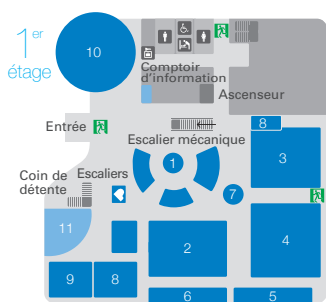 1er
étage
10
Comptoir
d'information
Ascenseur
Entrée
Escalier mécanique
8
1
3
Coin de
détente
Escaliers
7
11
2
4
9
8
6
5